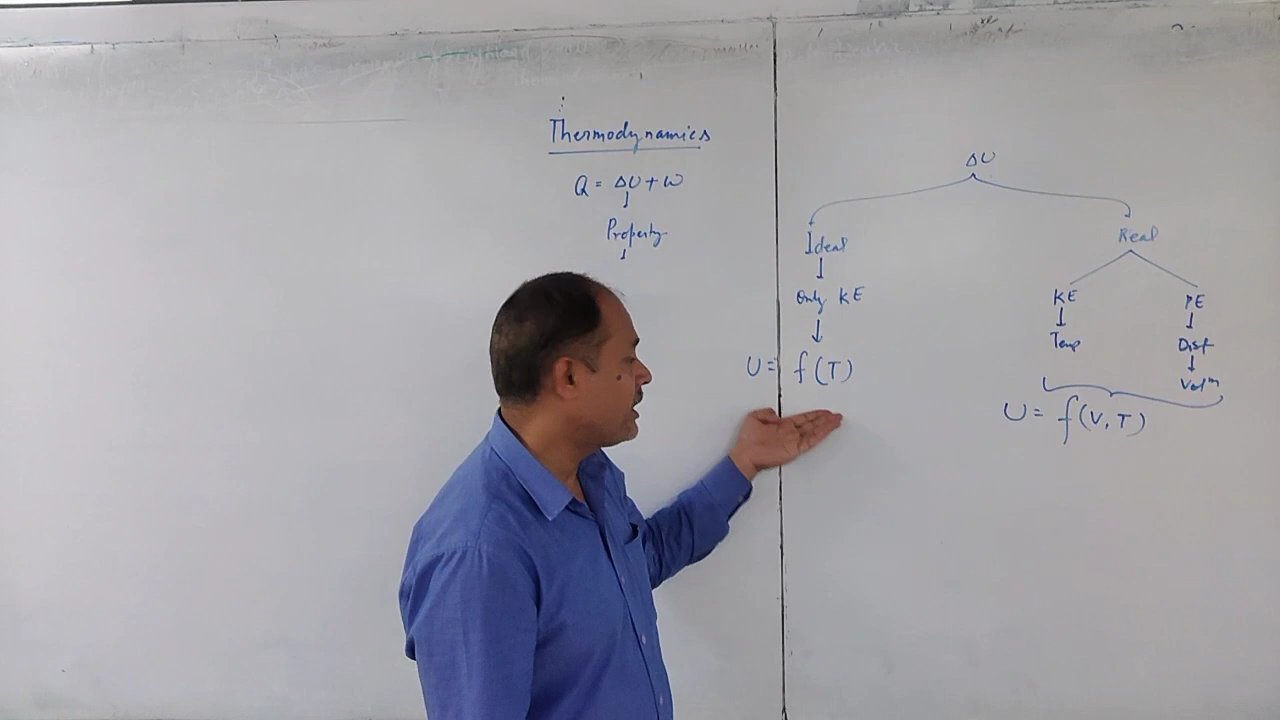 Thermodynamics
Q = ΔU + W
Property
ΔU
Ideal
Only KE
U = f(T)
Real
KE PE
Temp Dist
Volm
U = f(V, T)